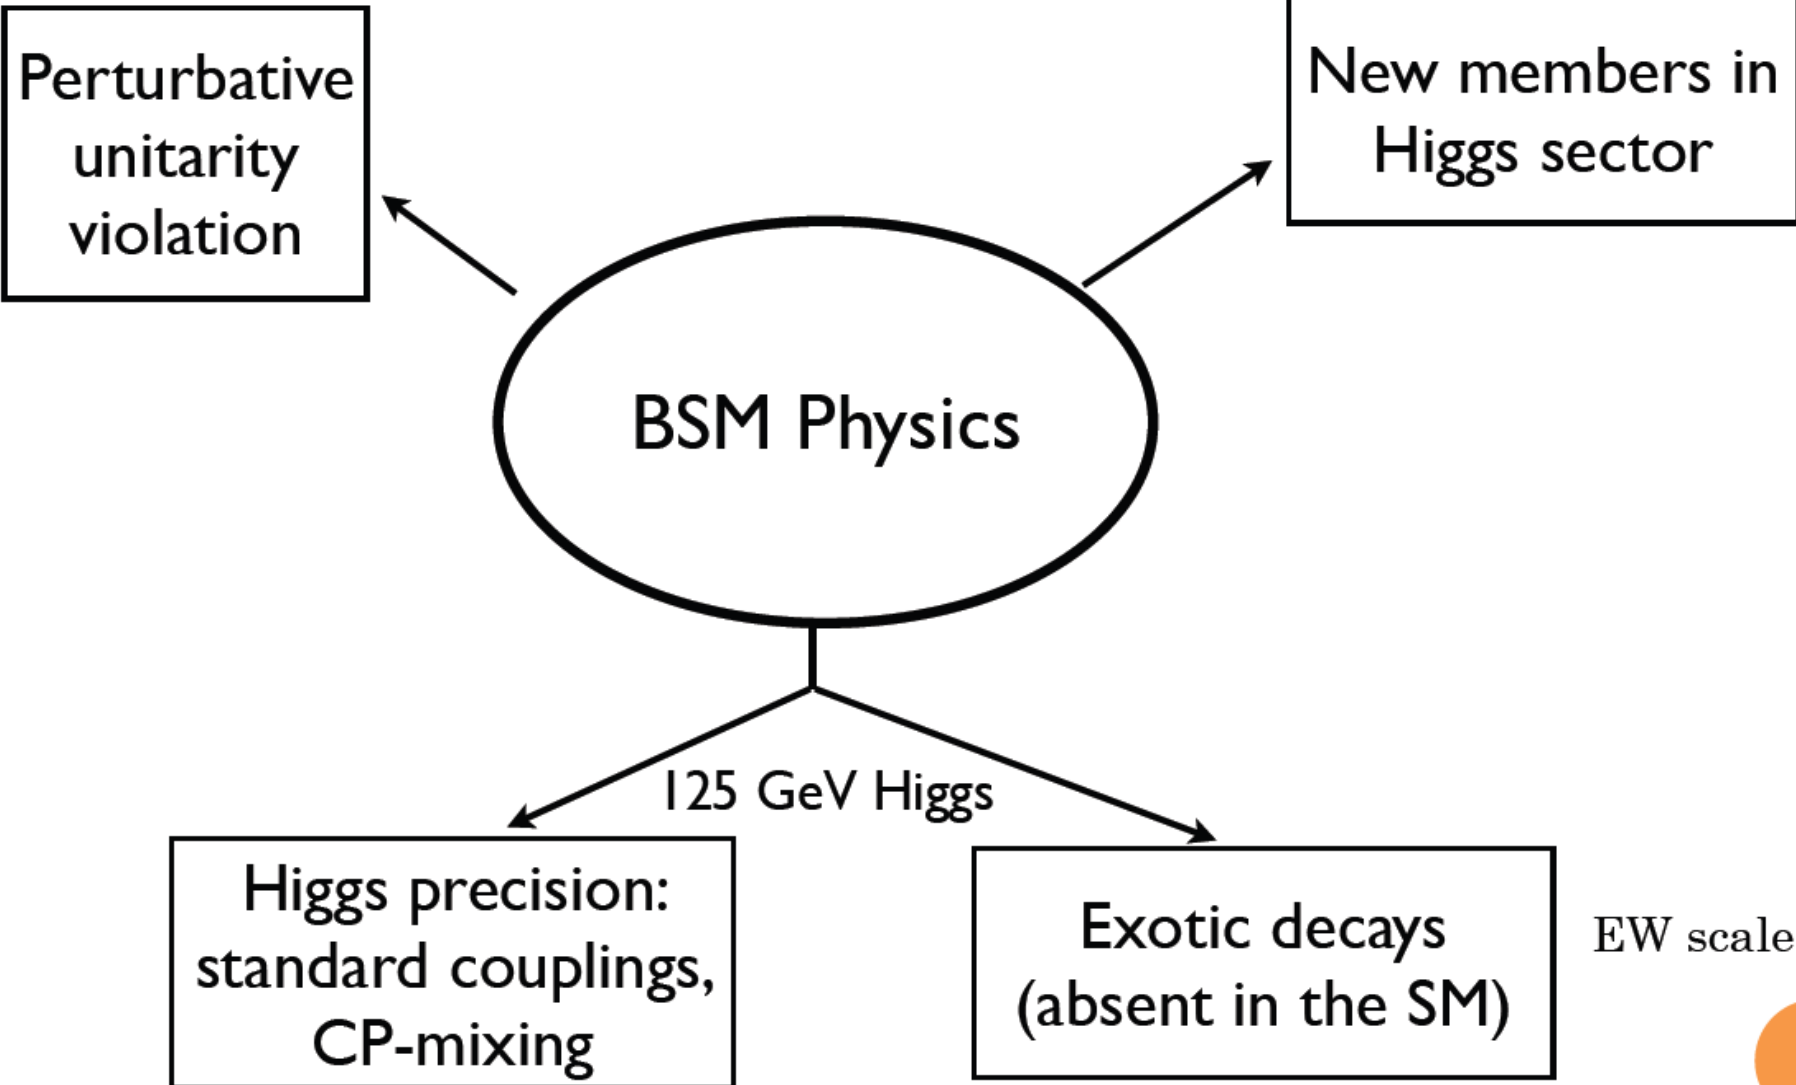 Perturbative
unitarity
violation
New members in
Higgs sector
BSM Physics
125 GeV Higgs
Higgs precision:
standard couplings,
CP-mixing
Exotic decays
(absent in the SM)
EW scale